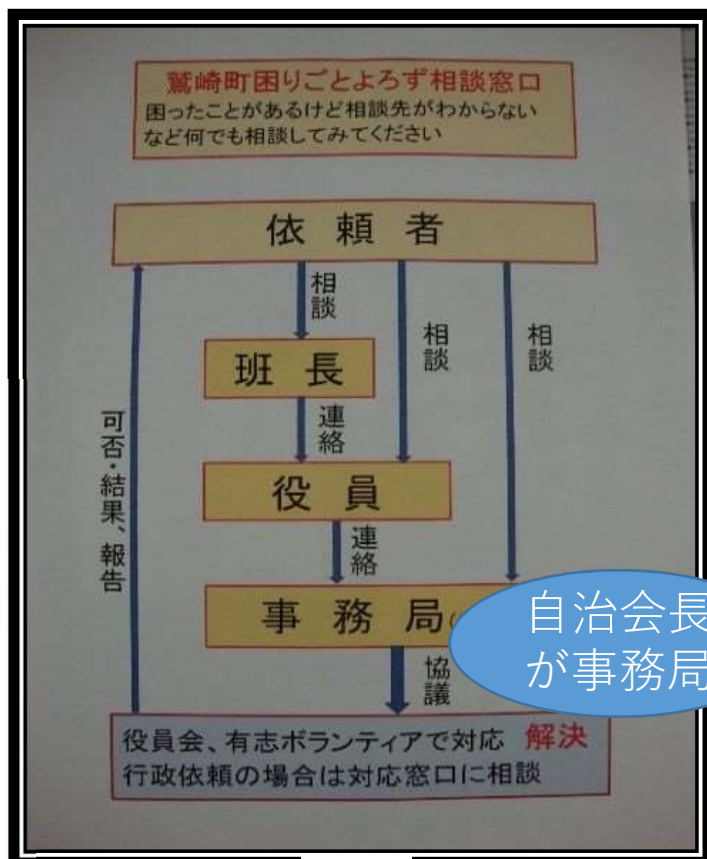 鷲崎町困りごとよろず相談窓口
困ったことがあるけど相談先がわからない
など何でも相談してみてください
依頼者
相談
相談
相談
班長
連絡
役員
連絡
可否・結果、報告
事務局
自治会長
が事務局
協議
役員会、有志ボランティアで対応 解決
行政依頼の場合は対応窓口に相談